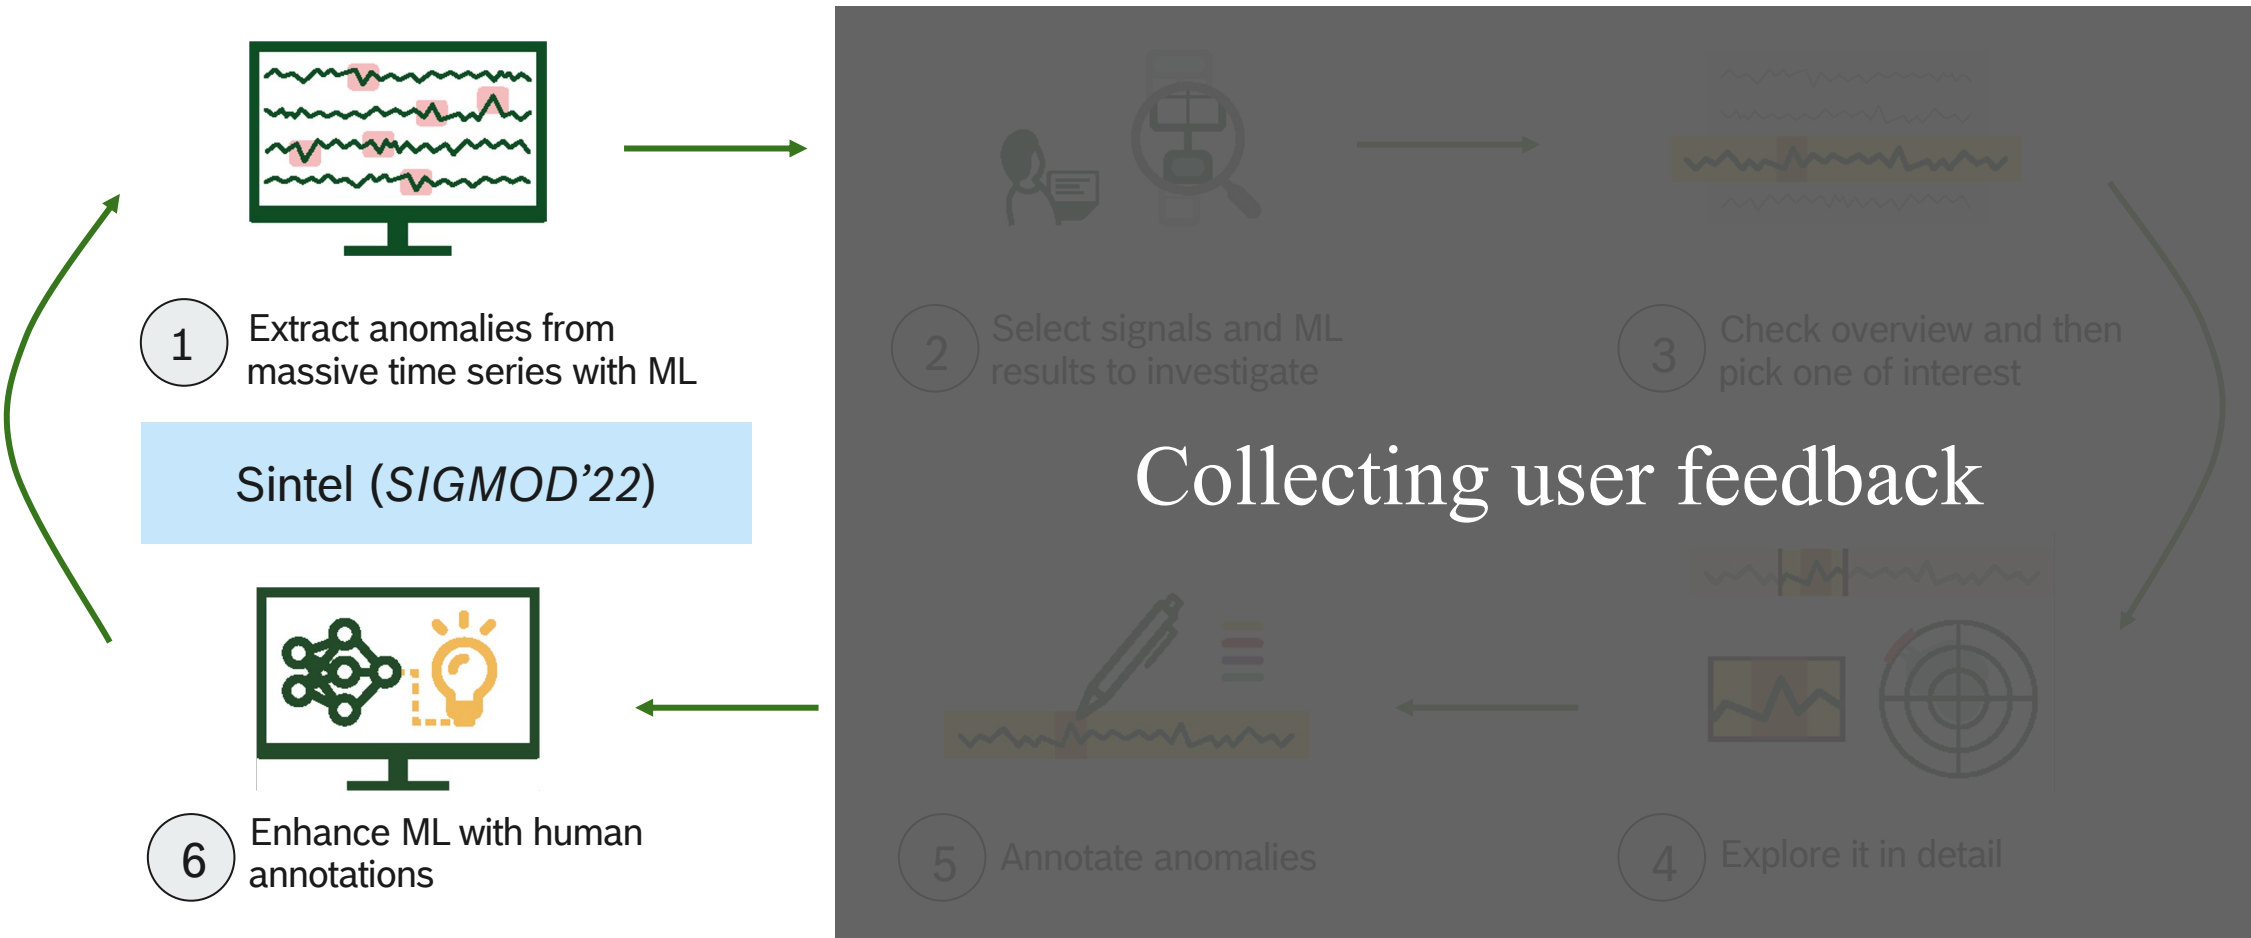 1
Extract anomalies from
massive time series with ML
2
Select signals and ML
results to investigate
3
Check overview and then
pick one of interest
Sintel (SIGMOD’22)
Collecting user feedback
6
Enhance ML with human
annotations
5
Annotate anomalies
4
Explore it in detail